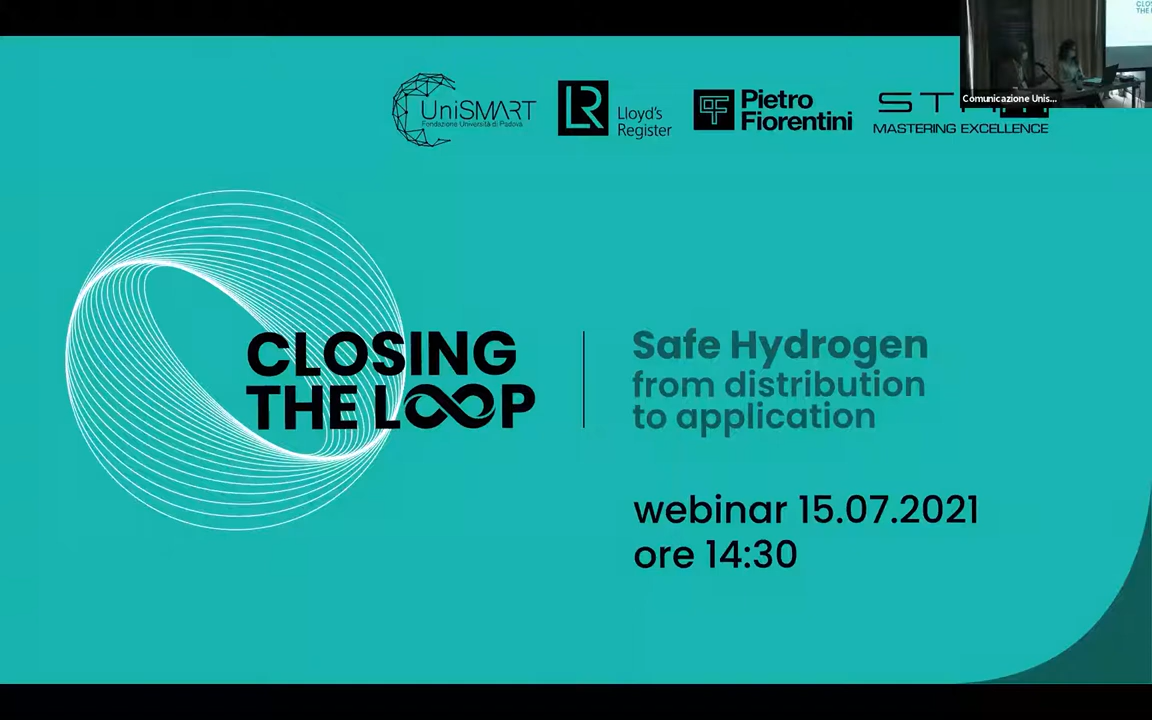 UniSMART
Fondazione Università di Padova
LR
Lloyd's
Register
Pietro
Fiorentini
MASTERING EXCELLENCE
Comunicazione Unis...
CLOSING
THE LOOP
Safe Hydrogen
from distribution
to application
webinar 15.07.2021
ore 14:30